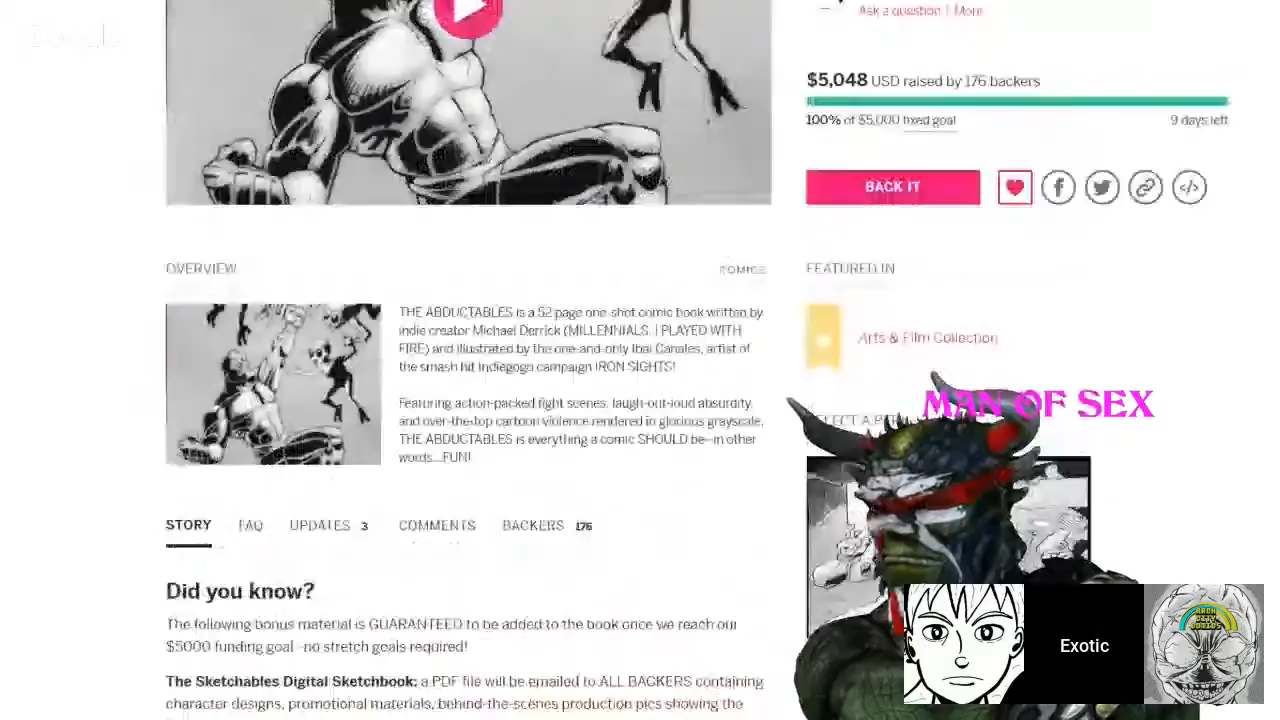 Ask a question | More
$5,048 USD raised by 176 backers
100% of $5,000 fixed goal
9 days left
BACK IT
OVERVIEW
COMICS
FEATURED IN
THE ABDUCTABLES is a 52 page one-shot comic book written by
indie creator Michael Derrick (MILLENNIALS, I PLAYED WITH
FIRE) and illustrated by the one-and-only Ibai Canales, artist of
the smash hit Indiegogo campaign IRON SIGHTS!
Arts & Film Collection
Featuring action-packed fight scenes, laugh-out-loud absurdity,
and over-the-top cartoon violence rendered in glorious grayscale,
THE ABDUCTABLES is everything a comic SHOULD be—in other
words...FUN!
MAN OF SEX
STORY FAQ UPDATES 3 COMMENTS BACKERS 176
Did you know?
The following bonus material is GUARANTEED to be added to the book once we reach our
$5000 funding goal -no stretch goals required!
The Sketchables Digital Sketchbook: a PDF file will be emailed to ALL BACKERS containing
character designs, promotional materials, behind-the-scenes production pics showing the
Exotic
ARCH
CITY
COMICS